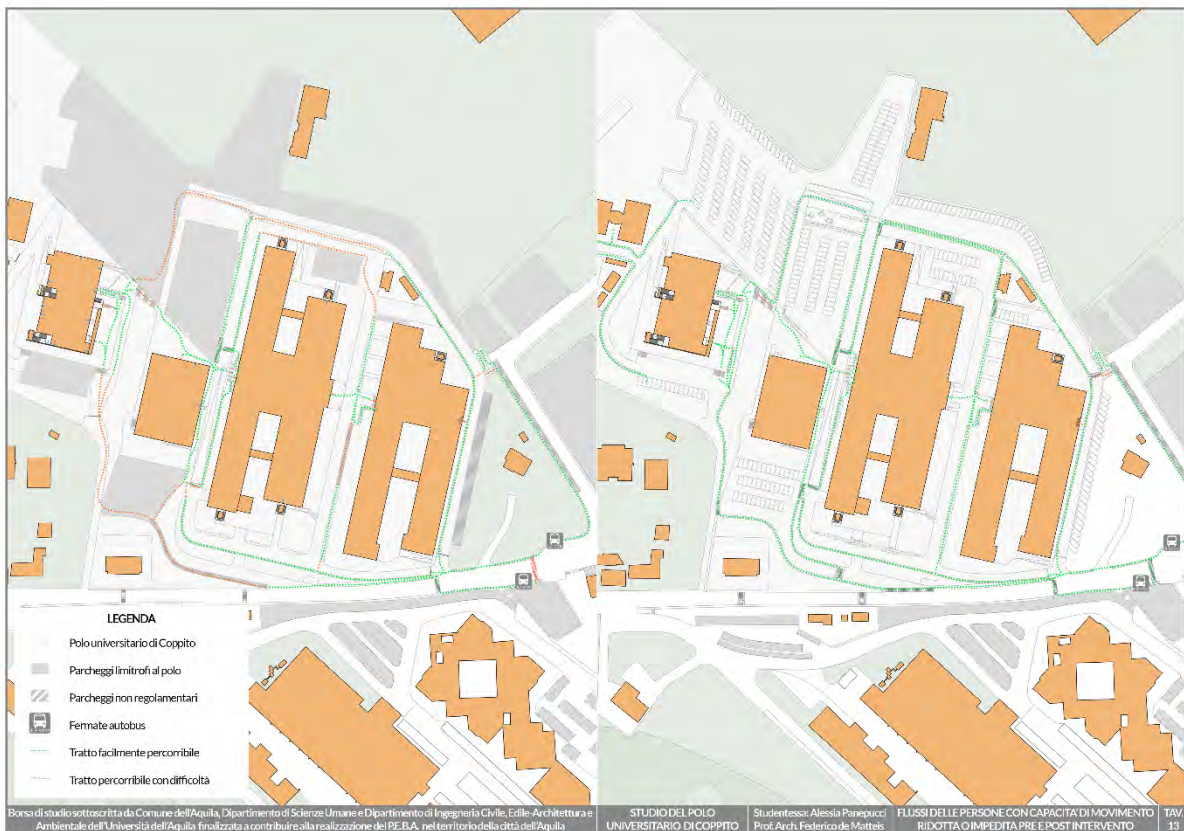 LEGENDA
Polo universitario di Coppito
Parcheggi limitrofi al polo
Parcheggi non regolamentari
Fermate autobus
Tratto facilmente percorribile
Tratto percorribile con difficoltà
Borsa di studio sottoscritta da Comune dell'Aquila, Dipartimento di Scienze Umane e Dipartimento di Ingegneria Civile, Edile-Architettura e
Ambientale dell'Università dell'Aquila finalizzata a contribuire alla realizzazione del P.E.B.A. nel territorio della città dell'Aquila
STUDIO DEL POLO
UNIVERSITARIO DI COPPITO
Studentessa: Alessia Panepucci
Prof. Arch. Federico de Matteis
FLUSSI DELLE PERSONE CON CAPACITA' DI MOVIMENTO
RIDOTTA O IMPEDITA PRE E POST INTERVENTO
TAV
13